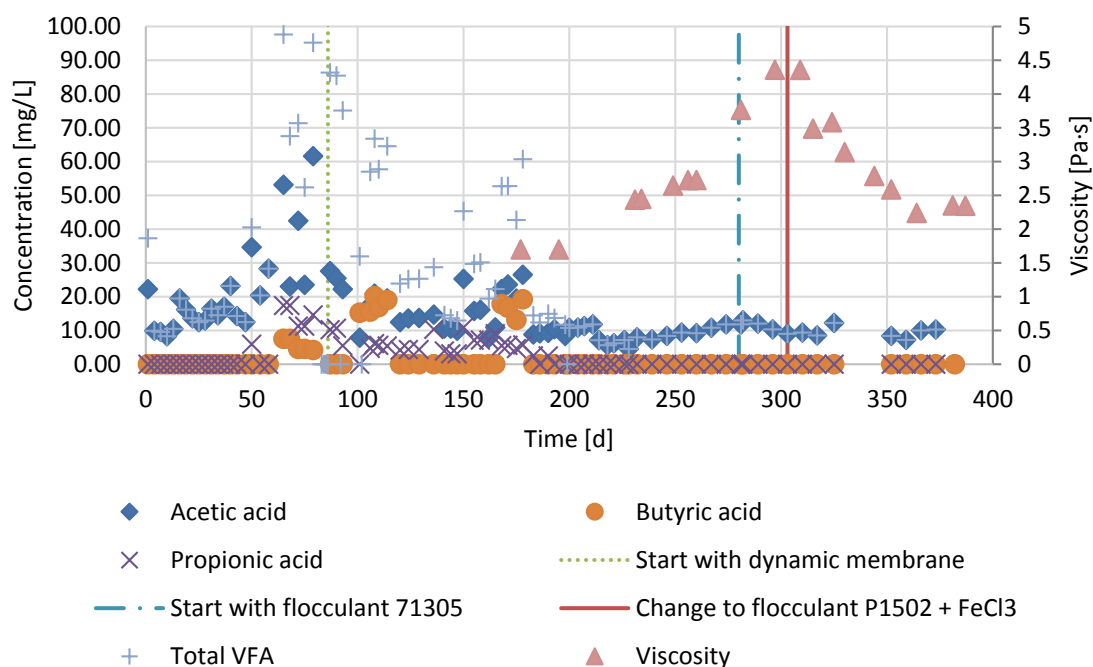 100.00
90.00
80.00
70.00
60.00
50.00
40.00
30.00
20.00
10.00
0.00
Concentration [mg/L]
5
4.5
4
3.5
3
2.5
2
1.5
1
0.5
0
Viscosity [Pa·s]
0 50 100 150 200 250 300 350 400
Time [d]
Acetic acid Butyric acid
Propionic acid Start with dynamic membrane
Start with flocculant 71305 Change to flocculant P1502 + FeCl3
Total VFA Viscosity